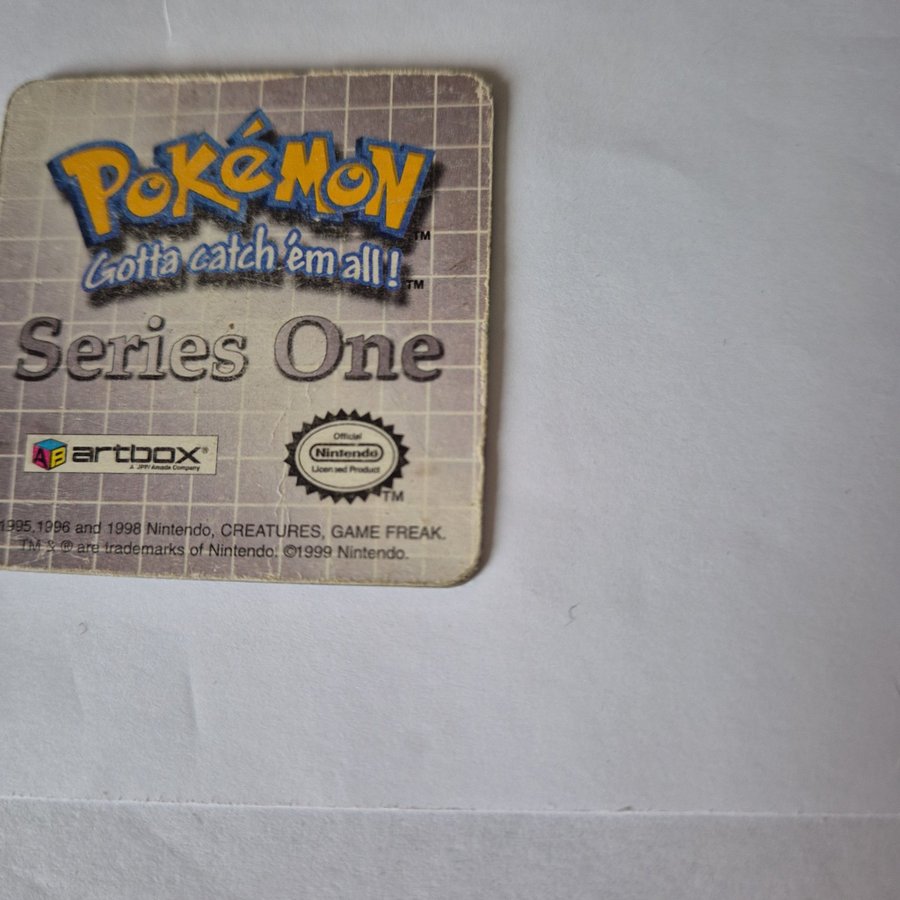 POKéMON
TM
Gotta catch 'em all!
TM
Series One
AB artbox®
A JPP/Amada Company
Official
Nintendo
Licensed Product
TM
1995,1996 and 1998 Nintendo, CREATURES, GAME FREAK.
TM & ® are trademarks of Nintendo. ©1999 Nintendo.